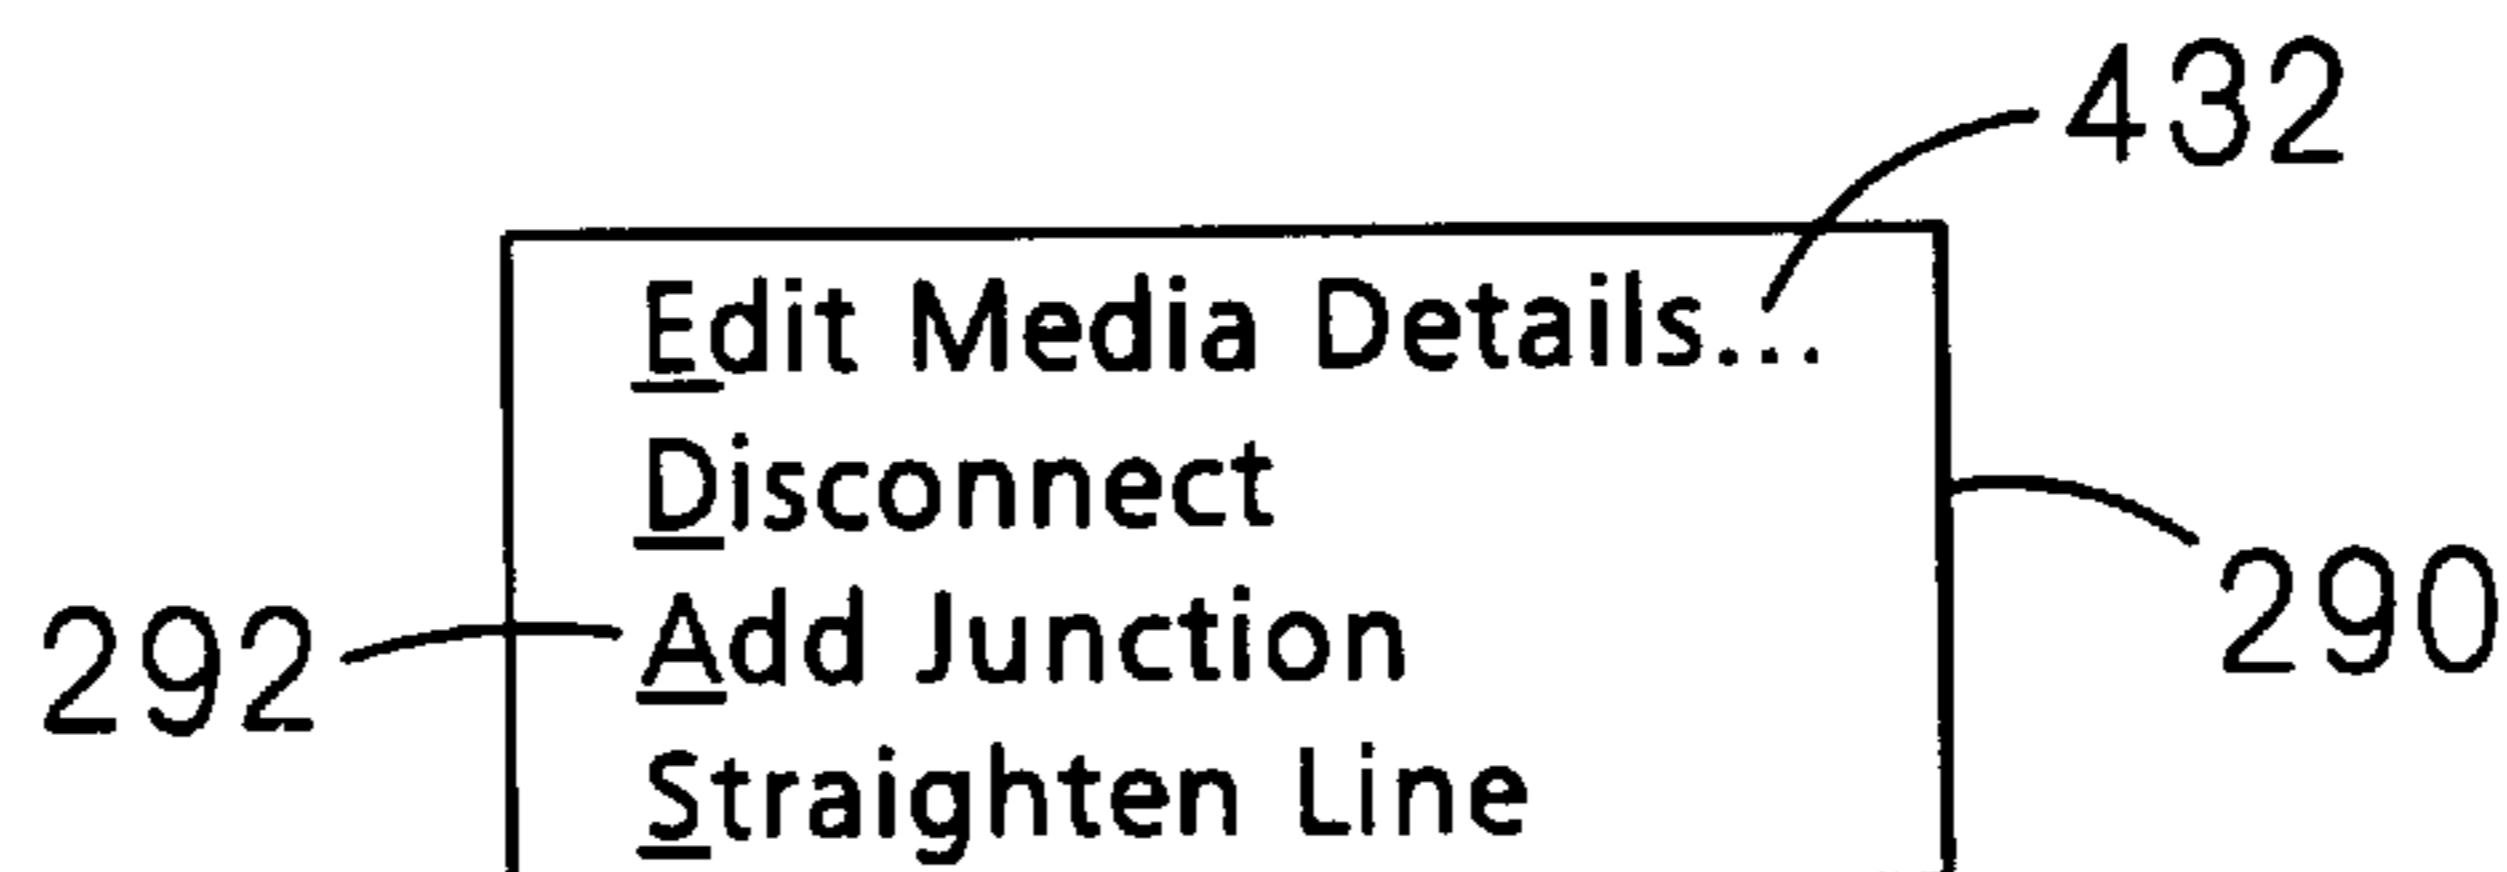 432
Edit Media Details...
Disconnect
290
292
Add Junction
Straighten Line